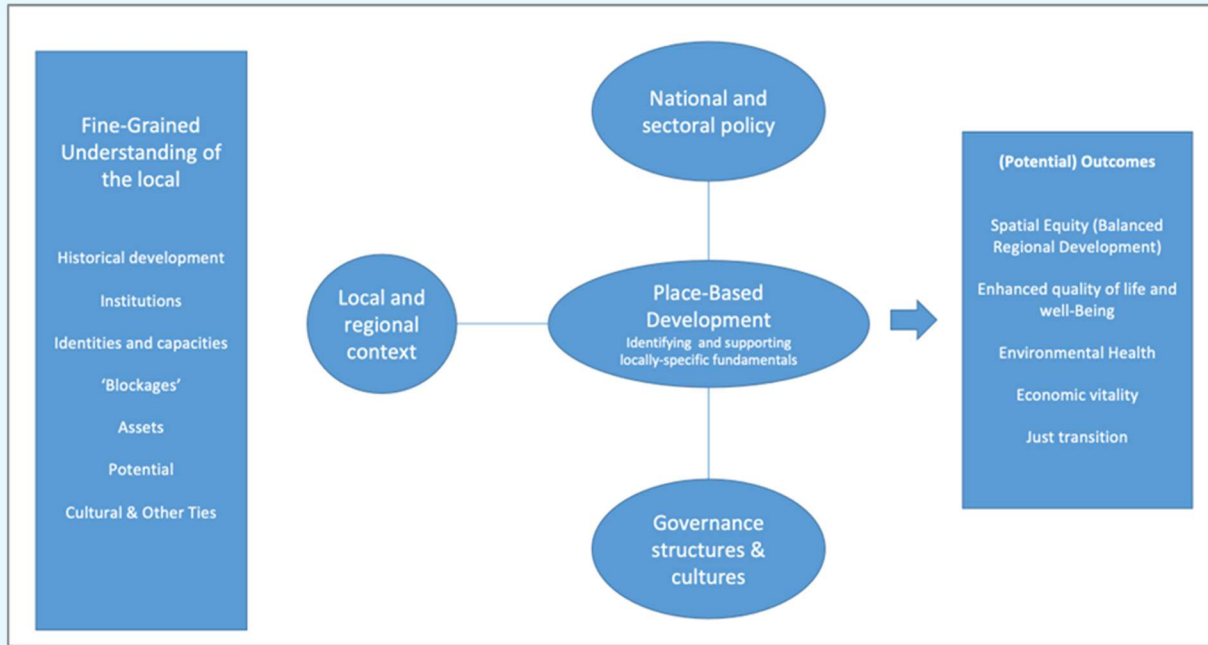 Fine-Grained
Understanding of
the local
Historical development
Institutions
Identities and capacities
‘Blockages’
Assets
Potential
Cultural & Other Ties
Local and
regional
context
National and
sectoral policy
Place-Based
Development
Identifying and supporting
locally-specific fundamentals
Governance
structures &
cultures
(Potential) Outcomes
Spatial Equity (Balanced
Regional Development)
Enhanced quality of life and
well-Being
Environmental Health
Economic vitality
Just transition